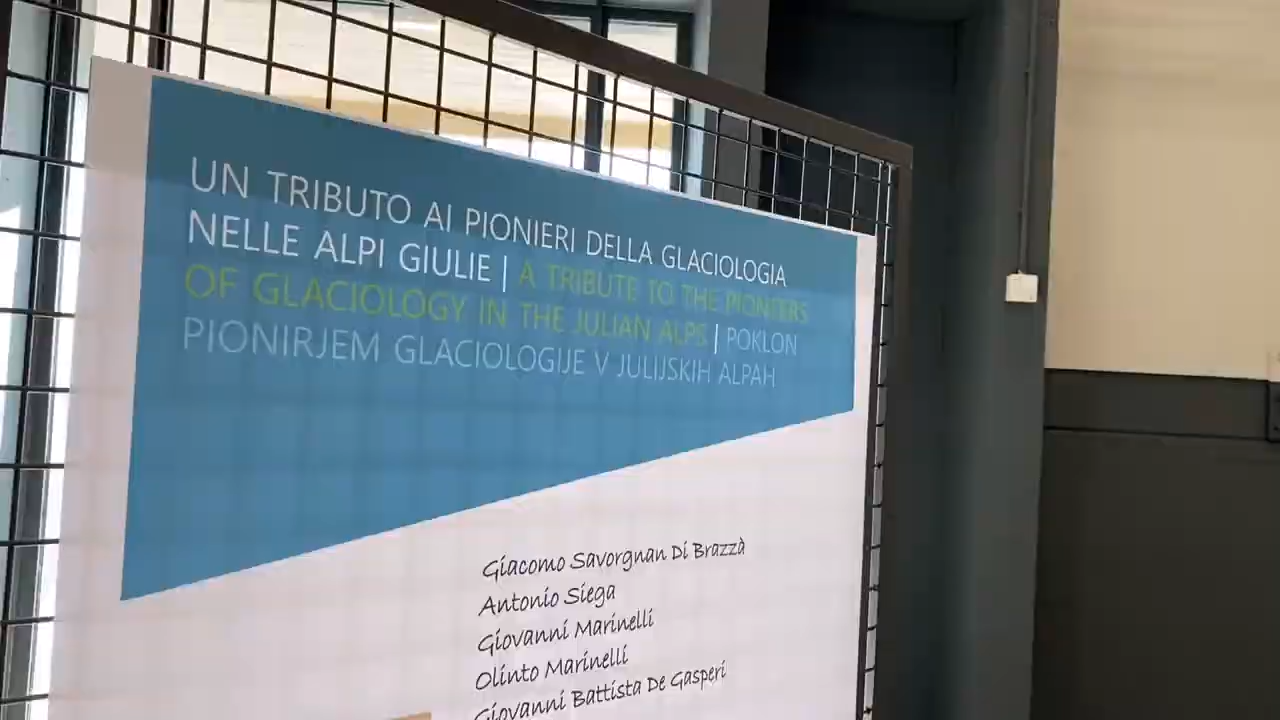 UN TRIBUTO AI PIONIERI DELLA GLACIOLOGIA
NELLE ALPI GIULIE | A TRIBUTE TO THE PIONEERS
OF GLACIOLOGY IN THE JULIAN ALPS | POKLON
PIONIRJEM GLACIOLOGIJE V JULIJSKIH ALPAH
Giacomo Savorgnan Di Brazzà
Antonio Siega
Giovanni Marinelli
Olinto Marinelli
Giovanni Battista De Gasperi